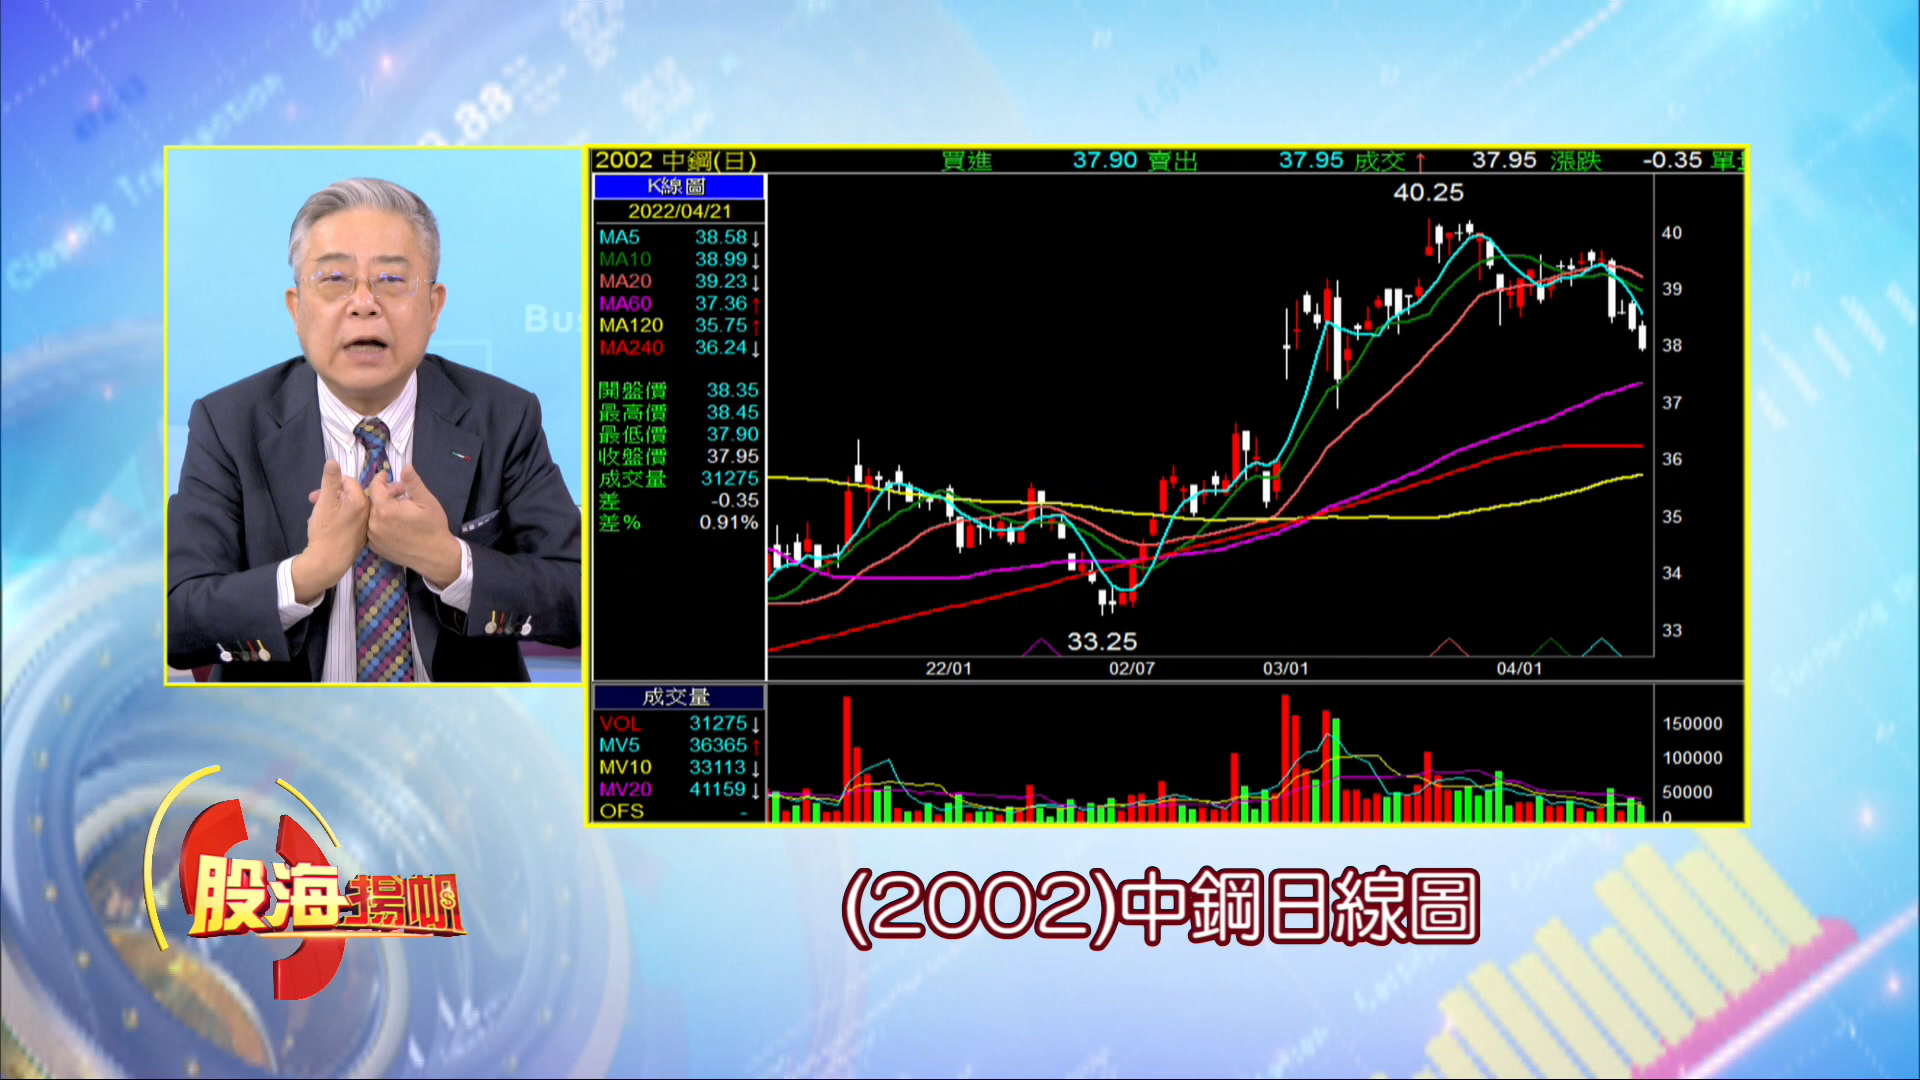 2002 中鋼(日) 買進 37.90 賣出 37.95 成交↑ 37.95 漲跌 -0.35
K線圖
2022/04/21
MA5 38.58↓
MA10 38.99↓
MA20 39.23↓
MA60 37.36↑
MA120 35.75↑
MA240 36.24↓
開盤價 38.35
最高價 38.45
最低價 37.90
收盤價 37.95
成交量 31275
差 -0.35
差% 0.91%
40.25
40
39
38
37
36
35
34
33
33.25
22/01 02/07 03/01 04/01
成交量
VOL 31275↓
MV5 36365↑
MV10 33113↓
MV20 41159↓
OFS -
150000
100000
50000
0
股海揚帆
(2002)中鋼日線圖